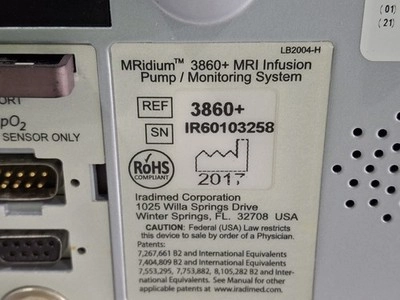 LB2004-H
( 01)
(21)
MRidium™ 3860+ MRI Infusion
Pump / Monitoring System
REF 3860+
SN IR60103258
RoHS
COMPLIANT
2017
ORT
pO2
SENSOR ONLY
Iradimed Corporation
1025 Willa Springs Drive
Winter Springs, FL. 32708 USA
CAUTION: Federal (USA) Law restricts
this device to sale by order of a Physician.
Patents:
7,267,661 B2 and International Equivalents
7,404,809 B2 and International Equivalents
7,553,295, 7,753,882, 8,105,282 B2 and Inter-
national Equivalents. See Manual for other
applicable patents or at www.iradimed.com